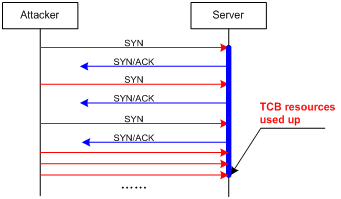 Attacker
Server
SYN
SYN/ACK
SYN
SYN/ACK
SYN
SYN/ACK
TCB resources
used up
……